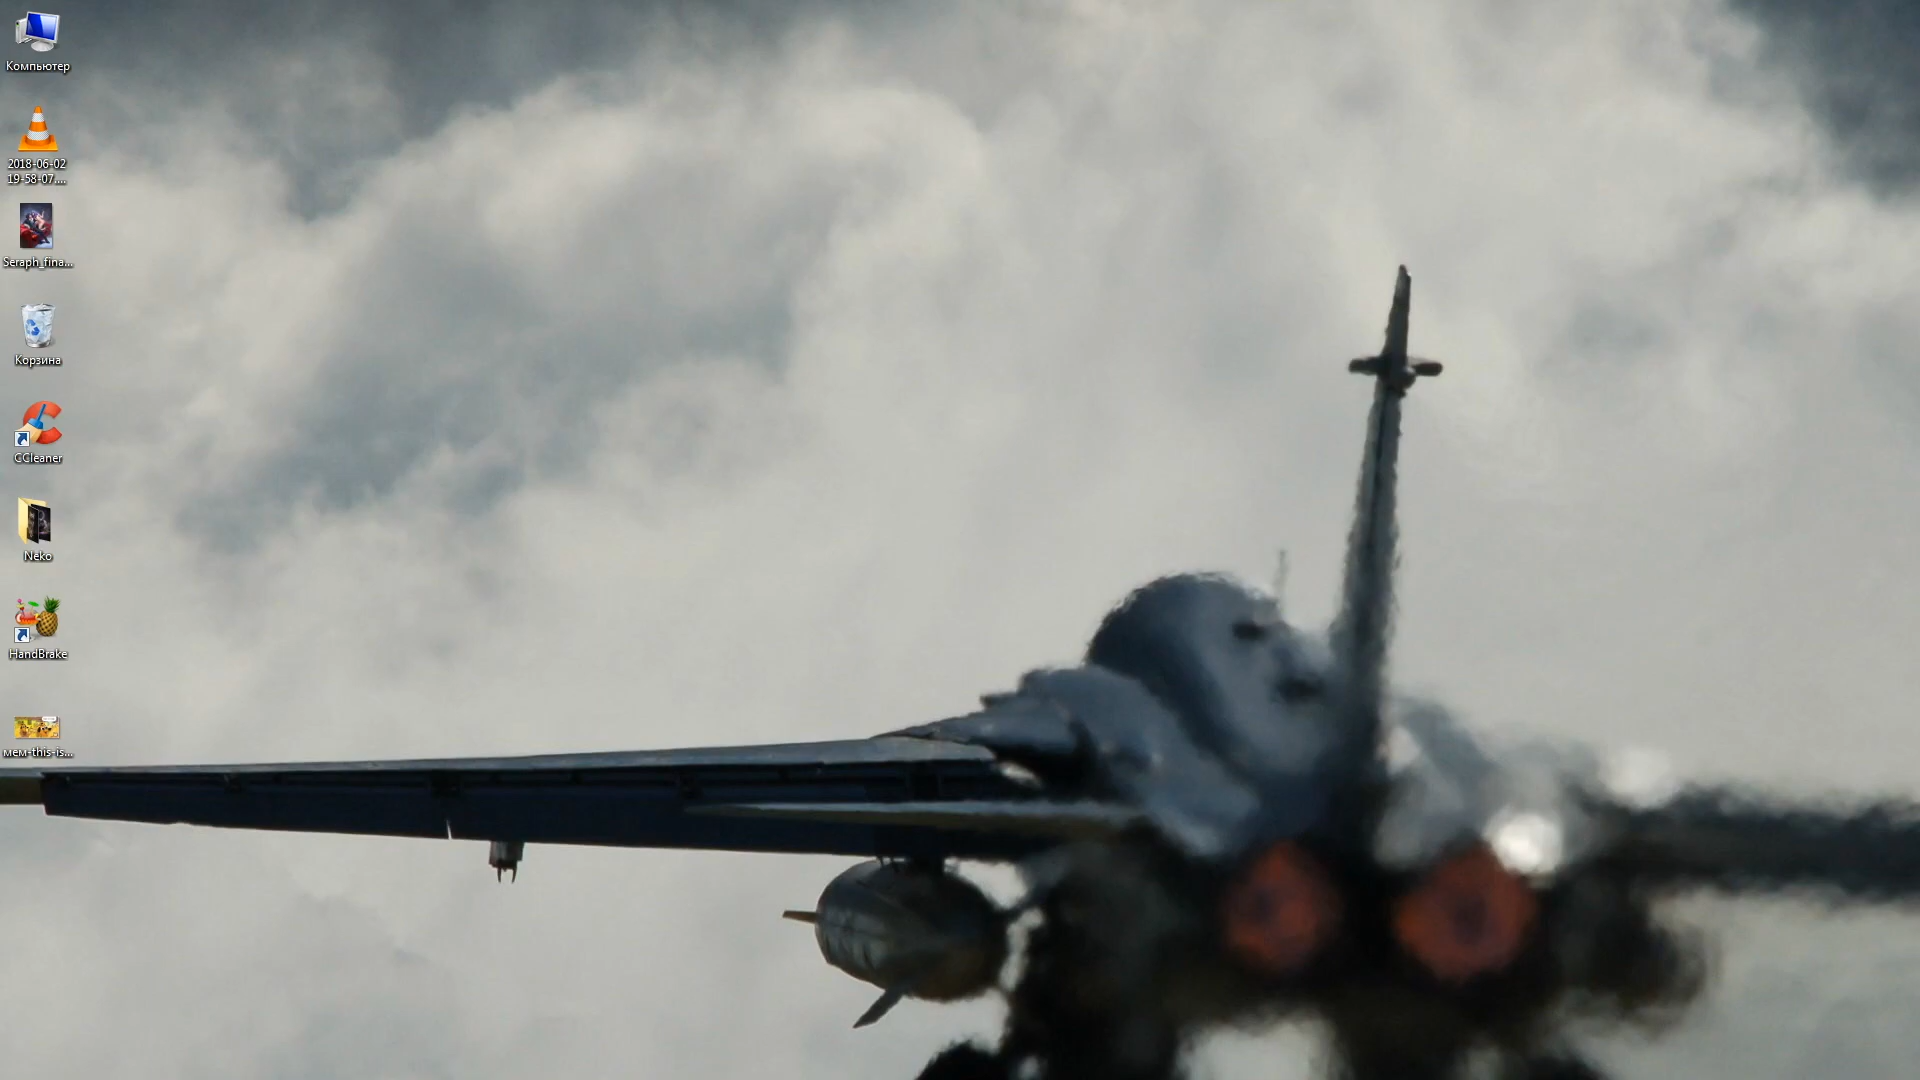 Компьютер
2018-06-02
19-58-07....
Seraph_fina...
Корзина
CCleaner
Neko
HandBrake
мем-this-is...